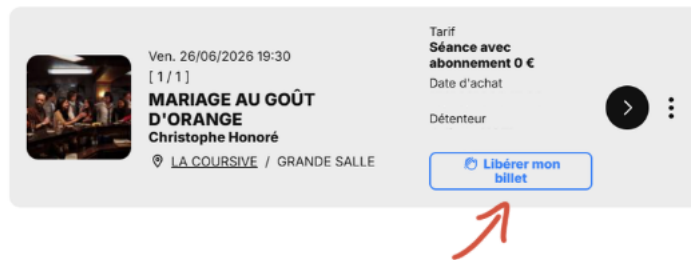 Ven. 26/06/2026 19:30
[ 1 / 1 ]
MARIAGE AU GOÛT
D'ORANGE
Christophe Honoré
LA COURSIVE / GRANDE SALLE
Tarif
Séance avec
abonnement 0 €
Date d'achat
Détenteur
Libérer mon
billet